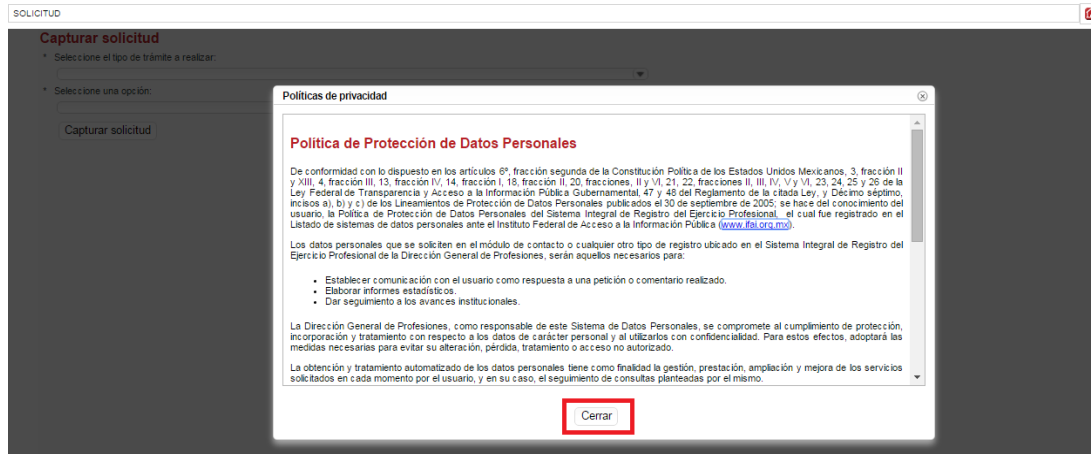 SOLICITUD
Capturar solicitud
* Seleccione el tipo de trámite a realizar:
* Seleccione una opción:
Capturar solicitud
Políticas de privacidad
Política de Protección de Datos Personales
De conformidad con lo dispuesto en los artículos 6º, fracción segunda de la Constitución Política de los Estados Unidos Mexicanos, 3, fracción II
y XIII, 4, fracción III, 13, fracción IV, 14, fracción I, 18, fracción II, 20, fracciones, II y VI, 21, 22, fracciones II, III, IV, V y VI, 23, 24, 25 y 26 de la
Ley Federal de Transparencia y Acceso a la Información Pública Gubernamental, 47 y 48 del Reglamento de la citada Ley, y Décimo séptimo,
incisos a), b) y c) de los Lineamientos de Protección de Datos Personales publicados el 30 de septiembre de 2005; se hace del conocimiento del
usuario, la Política de Protección de Datos Personales del Sistema Integral de Registro del Ejercicio Profesional, el cual fue registrado en el
Listado de sistemas de datos personales ante el Instituto Federal de Acceso a la Información Pública (www.ifai.org.mx).
Los datos personales que se soliciten en el módulo de contacto o cualquier otro tipo de registro ubicado en el Sistema Integral de Registro del
Ejercicio Profesional de la Dirección General de Profesiones, serán aquellos necesarios para:
• Establecer comunicación con el usuario como respuesta a una petición o comentario realizado.
• Elaborar informes estadísticos.
• Dar seguimiento a los avances institucionales.
La Dirección General de Profesiones, como responsable de este Sistema de Datos Personales, se compromete al cumplimiento de protección,
incorporación y tratamiento con respecto a los datos de carácter personal y al utilizarlos con confidencialidad. Para estos efectos, adoptará las
medidas necesarias para evitar su alteración, pérdida, tratamiento o acceso no autorizado.
La obtención y tratamiento automatizado de los datos personales tiene como finalidad la gestión, prestación, ampliación y mejora de los servicios
solicitados en cada momento por el usuario, y en su caso, el seguimiento de consultas planteadas por el mismo.
Cerrar